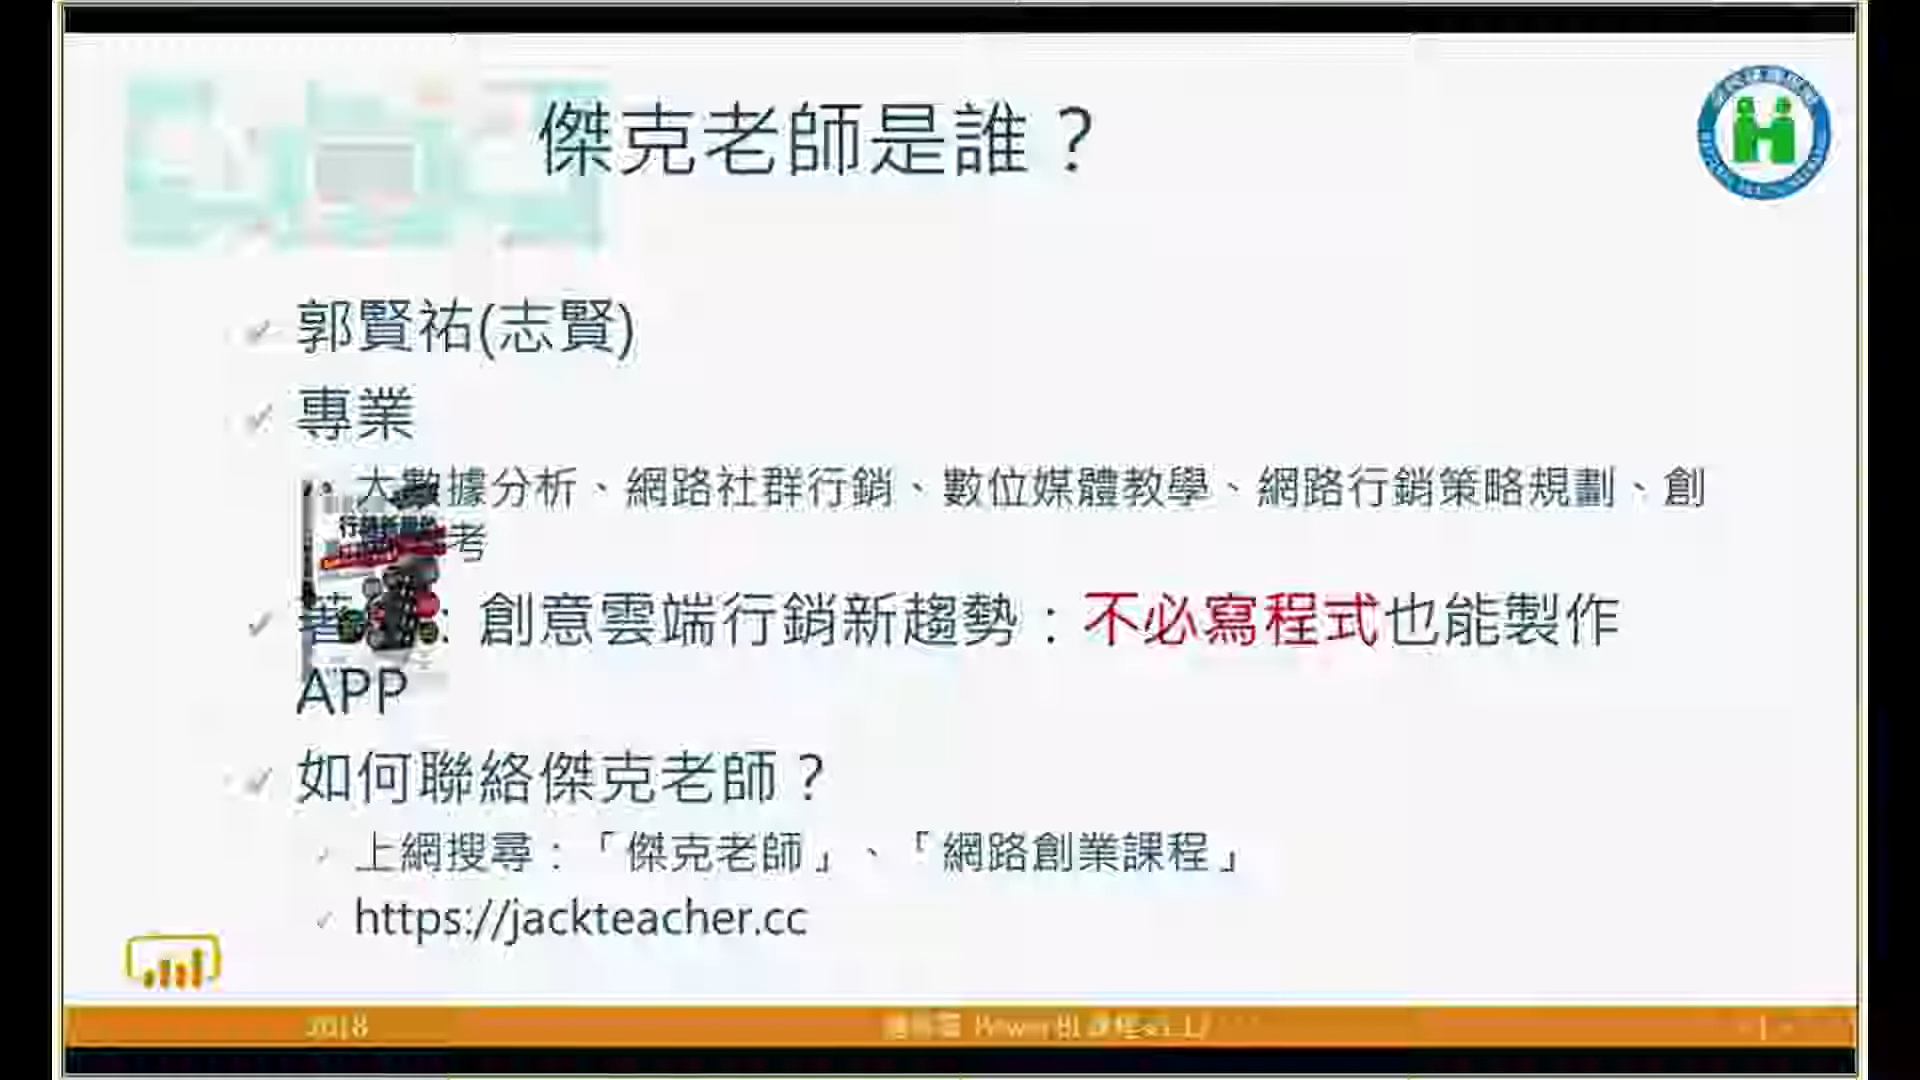 傑克老師是誰？
郭賢祐(志賢)
專業
大數據分析、網路社群行銷、數位媒體教學、網路行銷策略規劃、創
考
：創意雲端行銷新趨勢：不必寫程式也能製作
APP
如何聯絡傑克老師？
上網搜尋：「傑克老師」、「網路創業課程」
https://jackteacher.cc
2018
Power BI 課程